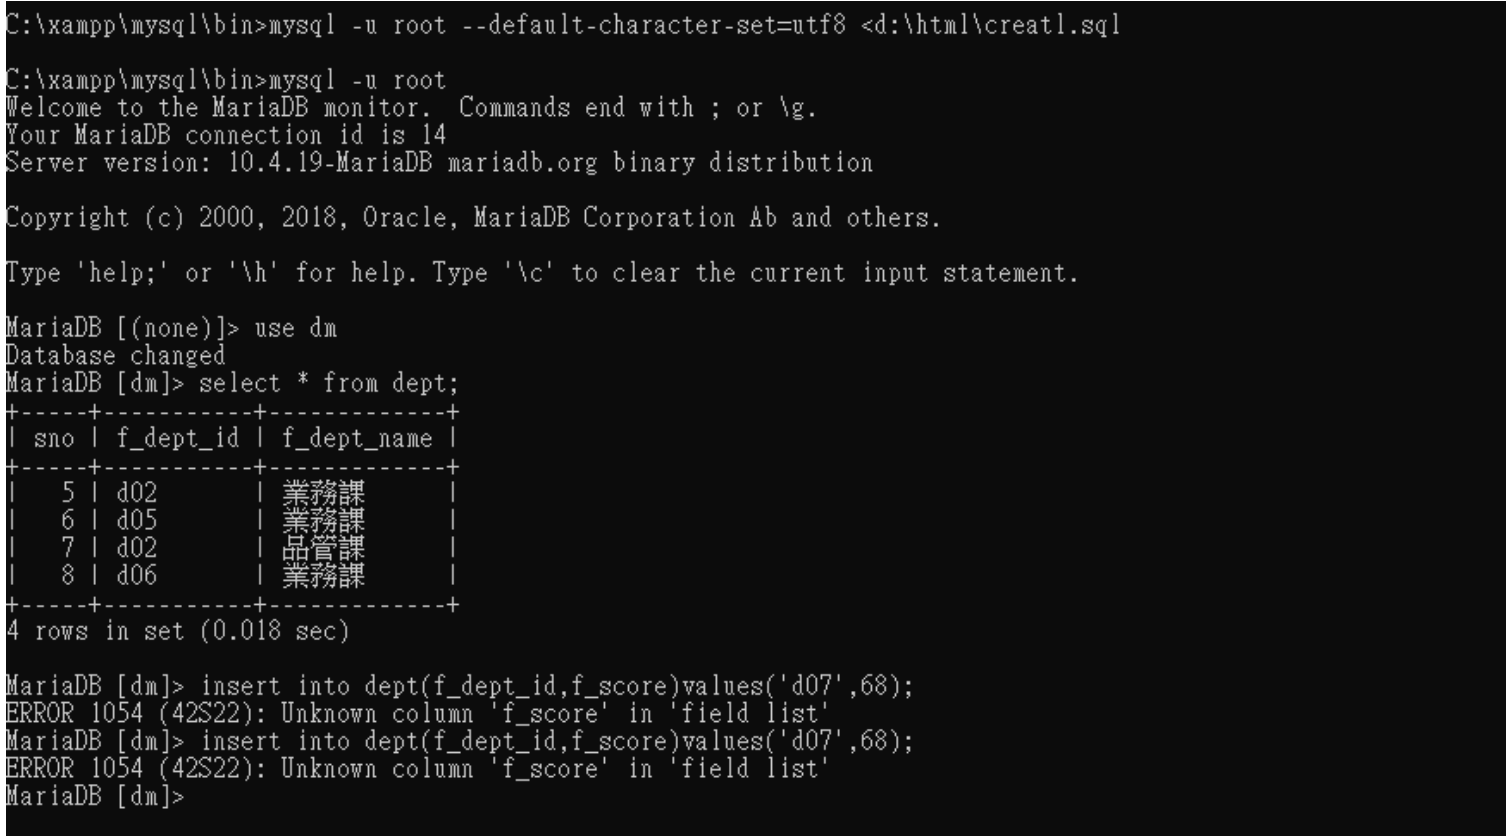 C:\xampp\mysql\bin>mysql -u root --default-character-set=utf8 <d:\html\creat1.sql
C:\xampp\mysql\bin>mysql -u root
Welcome to the MariaDB monitor.  Commands end with ; or \g.
Your MariaDB connection id is 14
Server version: 10.4.19-MariaDB mariadb.org binary distribution
Copyright (c) 2000, 2018, Oracle, MariaDB Corporation Ab and others.
Type 'help;' or '\h' for help. Type '\c' to clear the current input statement.
MariaDB [(none)]> use dm
Database changed
MariaDB [dm]> select * from dept;
+-----+-----------+-------------+
| sno | f_dept_id | f_dept_name |
+-----+-----------+-------------+
|   5 | d02       | 業務課      |
|   6 | d05       | 業務課      |
|   7 | d02       | 品管課      |
|   8 | d06       | 業務課      |
+-----+-----------+-------------+
4 rows in set (0.018 sec)
MariaDB [dm]> insert into dept(f_dept_id,f_score)values('d07',68);
ERROR 1054 (42S22): Unknown column 'f_score' in 'field list'
MariaDB [dm]> insert into dept(f_dept_id,f_score)values('d07',68);
ERROR 1054 (42S22): Unknown column 'f_score' in 'field list'
MariaDB [dm]>